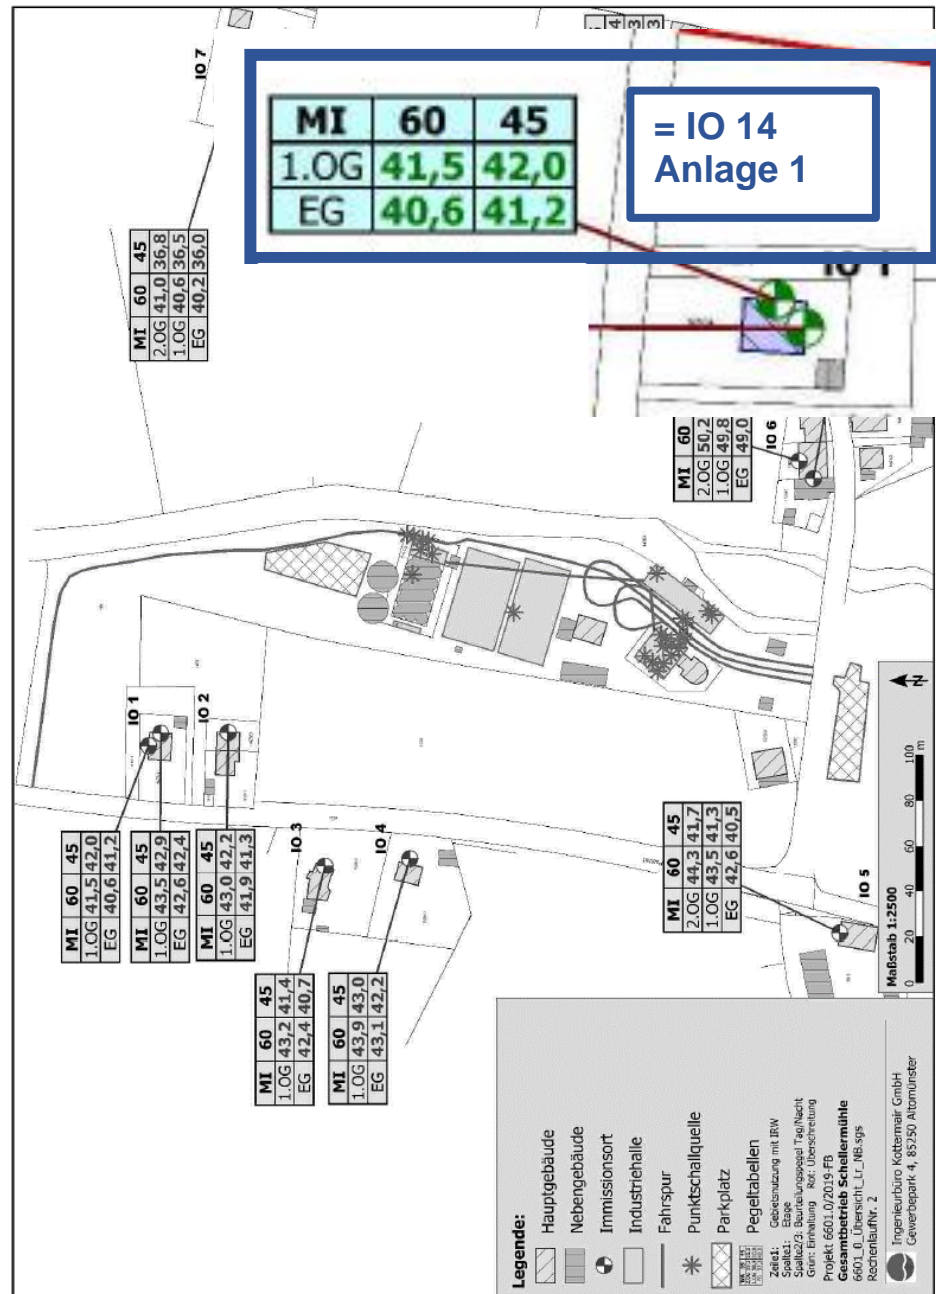 IO 7
4
3
3
MI 60 45
1.OG 41,5 42,0
EG 40,6 41,2
= IO 14
Anlage 1
MI 60 45
2.OG 41,0 36,8
1.OG 40,6 36,5
EG 40,2 36,0
MI 60
2.OG 50,2
1.OG 49,8
EG 49,0
IO 6
IO 1
IO 2
MI 60 45
1.OG 41,5 42,0
EG 40,6 41,2
MI 60 45
1.OG 43,5 42,9
EG 42,6 42,4
MI 60 45
1.OG 43,0 42,2
EG 41,9 41,3
IO 3
IO 4
MI 60 45
1.OG 43,2 41,4
EG 42,4 40,7
MI 60 45
1.OG 43,9 43,0
EG 43,1 42,2
MI 60 45
2.OG 44,3 41,7
1.OG 43,5 41,3
EG 42,6 40,5
IO 5
N
Maßstab 1:2500
0 20 40 60 80 100
m
Legende:
Hauptgebäude
Nebengebäude
Immissionsort
Industriehalle
Fahrspur
Punktschallquelle
Parkplatz
Pegeltabellen
Zeile1: Gebietsnutzung mit IRW
Spalte1: Etage
Spalte2/3: Beurteilungspegel Tag/Nacht
Grün: Einhaltung Rot: Überschreitung
Projekt 6601.0/2019-FB
Gesamtbetrieb Schellermühle
6601_0_Übersicht_Lr_NB.sgs
RechenlaufNr. 2
Ingenieurbüro Kottermair GmbH
Gewerbepark 4, 85250 Altomünster